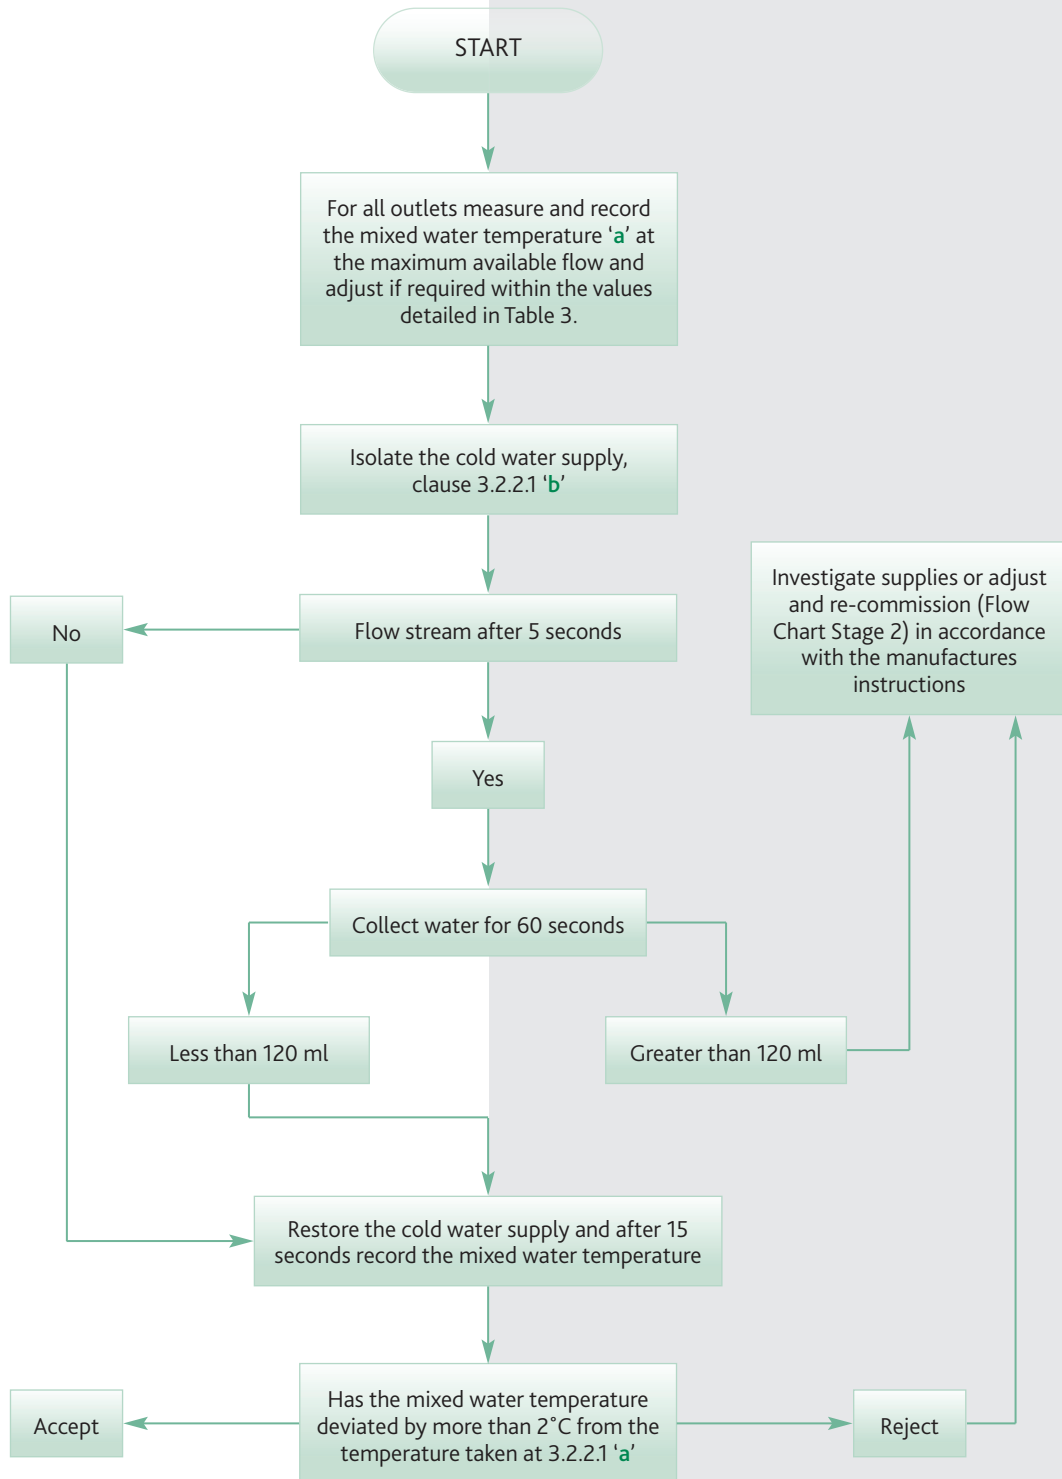 START
For all outlets measure and record
the mixed water temperature ‘a’ at
the maximum available flow and
adjust if required within the values
detailed in Table 3.
Isolate the cold water supply,
clause 3.2.2.1 ‘b’
Investigate supplies or adjust
and re-commission (Flow
Chart Stage 2) in accordance
with the manufactures
instructions
No
Flow stream after 5 seconds
Yes
Collect water for 60 seconds
Less than 120 ml
Greater than 120 ml
Restore the cold water supply and after 15
seconds record the mixed water temperature
Accept
Has the mixed water temperature
deviated by more than 2˚C from the
temperature taken at 3.2.2.1 ‘a’
Reject